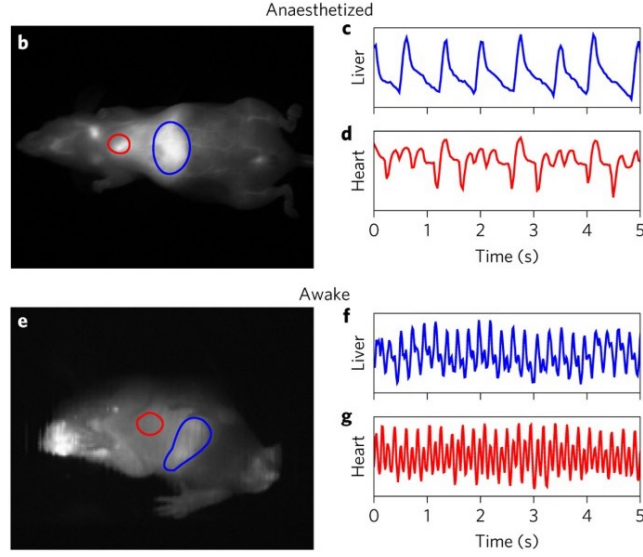 Anaesthetized
b
c
Liver
d
Heart
0 1 2 3 4 5
Time (s)
Awake
e
f
Liver
g
Heart
0 1 2 3 4 5
Time (s)